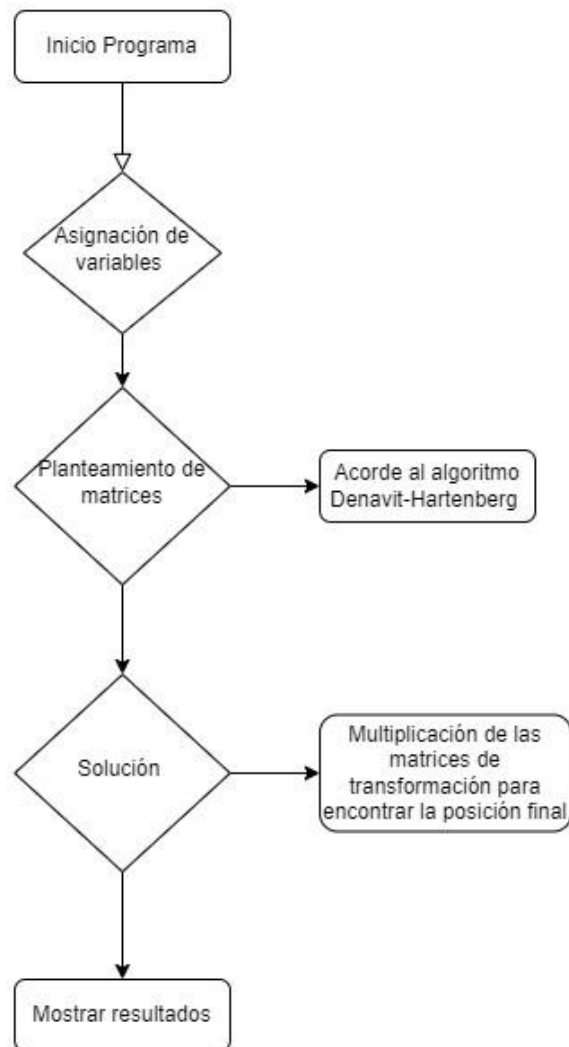 Inicio Programa
Asignación de
variables
Planteamiento de
matrices
Acorde al algoritmo
Denavit-Hartenberg
Solución
Multiplicación de las
matrices de
transformación para
encontrar la posición final
Mostrar resultados